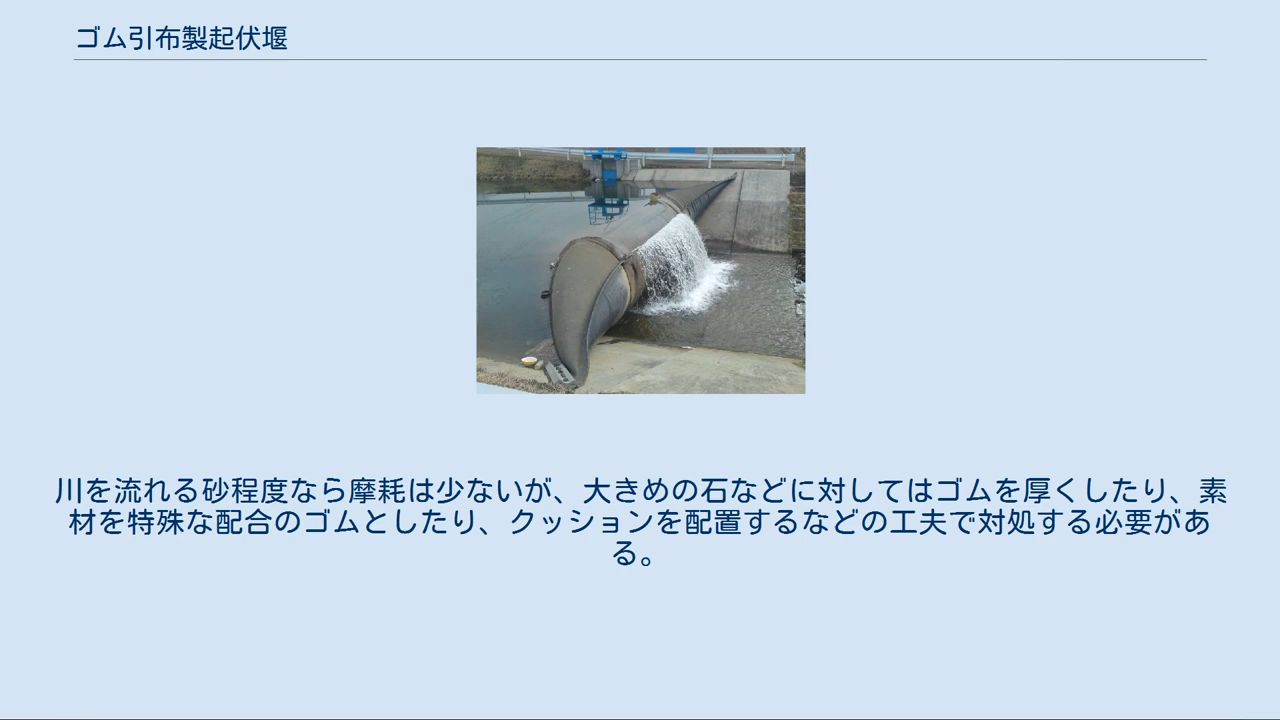 ゴム引布製起伏堰
川を流れる砂程度なら摩耗は少ないが、大きめの石などに対してはゴムを厚くしたり、素
材を特殊な配合のゴムとしたり、クッションを配置するなどの工夫で対処する必要があ
る。